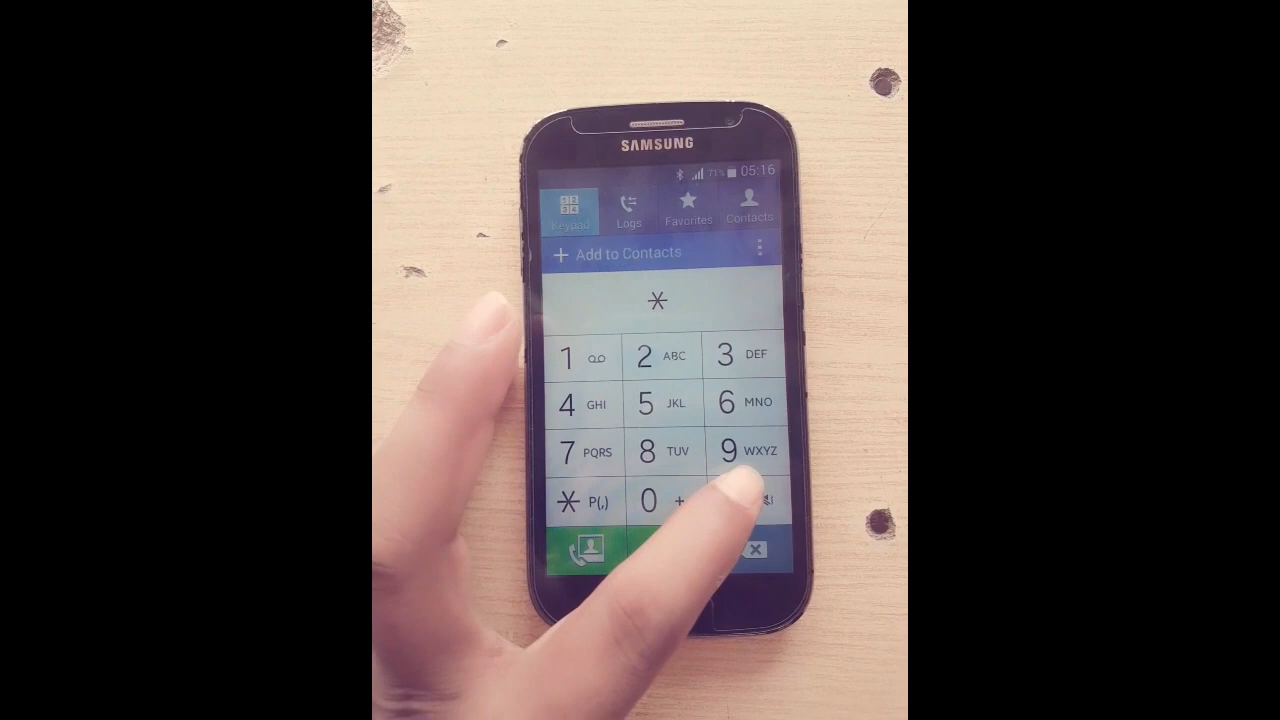 SAMSUNG
71% 05:16
Keypad Logs Favorites Contacts
+ Add to Contacts
*
1 2 ABC 3 DEF
4 GHI 5 JKL 6 MNO
7 PQRS 8 TUV 9 WXYZ
* P(,) 0 +